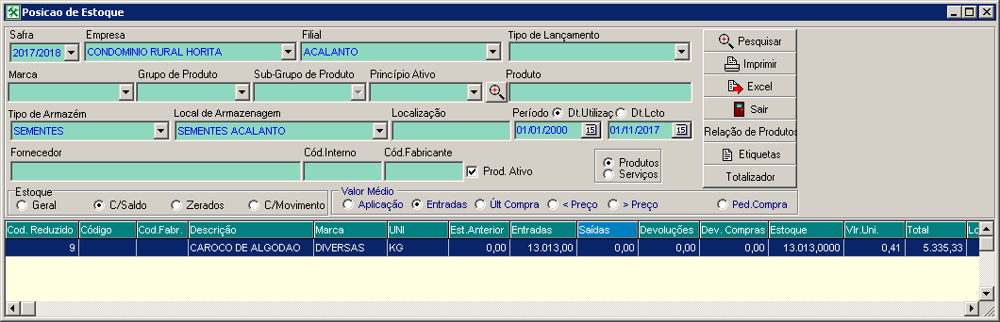 Posicao de Estoque
Safra Empresa Filial Tipo de Lançamento
2017/2018 CONDOMINIO RURAL HORITA ACALANTO
Pesquisar
Marca Grupo de Produto Sub-Grupo de Produto Princípio Ativo Produto
Imprimir
Excel
Tipo de Armazém Local de Armazenagem Localização Período Dt.Utilizaç Dt.Lcto
Sair
SEMENTES SEMENTES ACALANTO 01/01/2000 15 01/11/2017 15
Relação de Produtos
Fornecedor Cód.Interno Cód.Fabricante
Etiquetas
Prod. Ativo Produtos
Serviços
Totalizador
Estoque Valor Médio
Geral C/Saldo Zerados C/Movimento Aplicação Entradas Últ Compra < Preço > Preço Ped.Compra
Cod. Reduzido Código Cod.Fabr. Descrição Marca UNI Est.Anterior Entradas Saídas Devoluções Dev. Compras Estoque Vlr.Uni. Total Lo
9 CAROCO DE ALGODAO DIVERSAS KG 0,00 13.013,00 0,00 0,00 0,00 13.013,0000 0,41 5.335,33